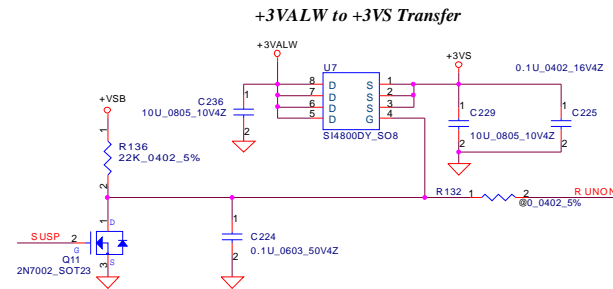 +3VALW to +3VS Transfer
+3VALW
U7
+3VS
0.1U_0402_16V4Z
8 D S 1
7 D S 2
6 D S 3
5 D G 4
SI4800DY_SO8
+VSB
C236
10U_0805_10V4Z
1
2
1
C229
10U_0805_10V4Z
2
1
C225
2
1
R136
22K_0402_5%
2
R132 1
2 RUNON
@0_0402_5%
SUSP 2
G
1 D
3 S
Q11
2N7002_SOT23
1
C224
0.1U_0603_50V4Z
2